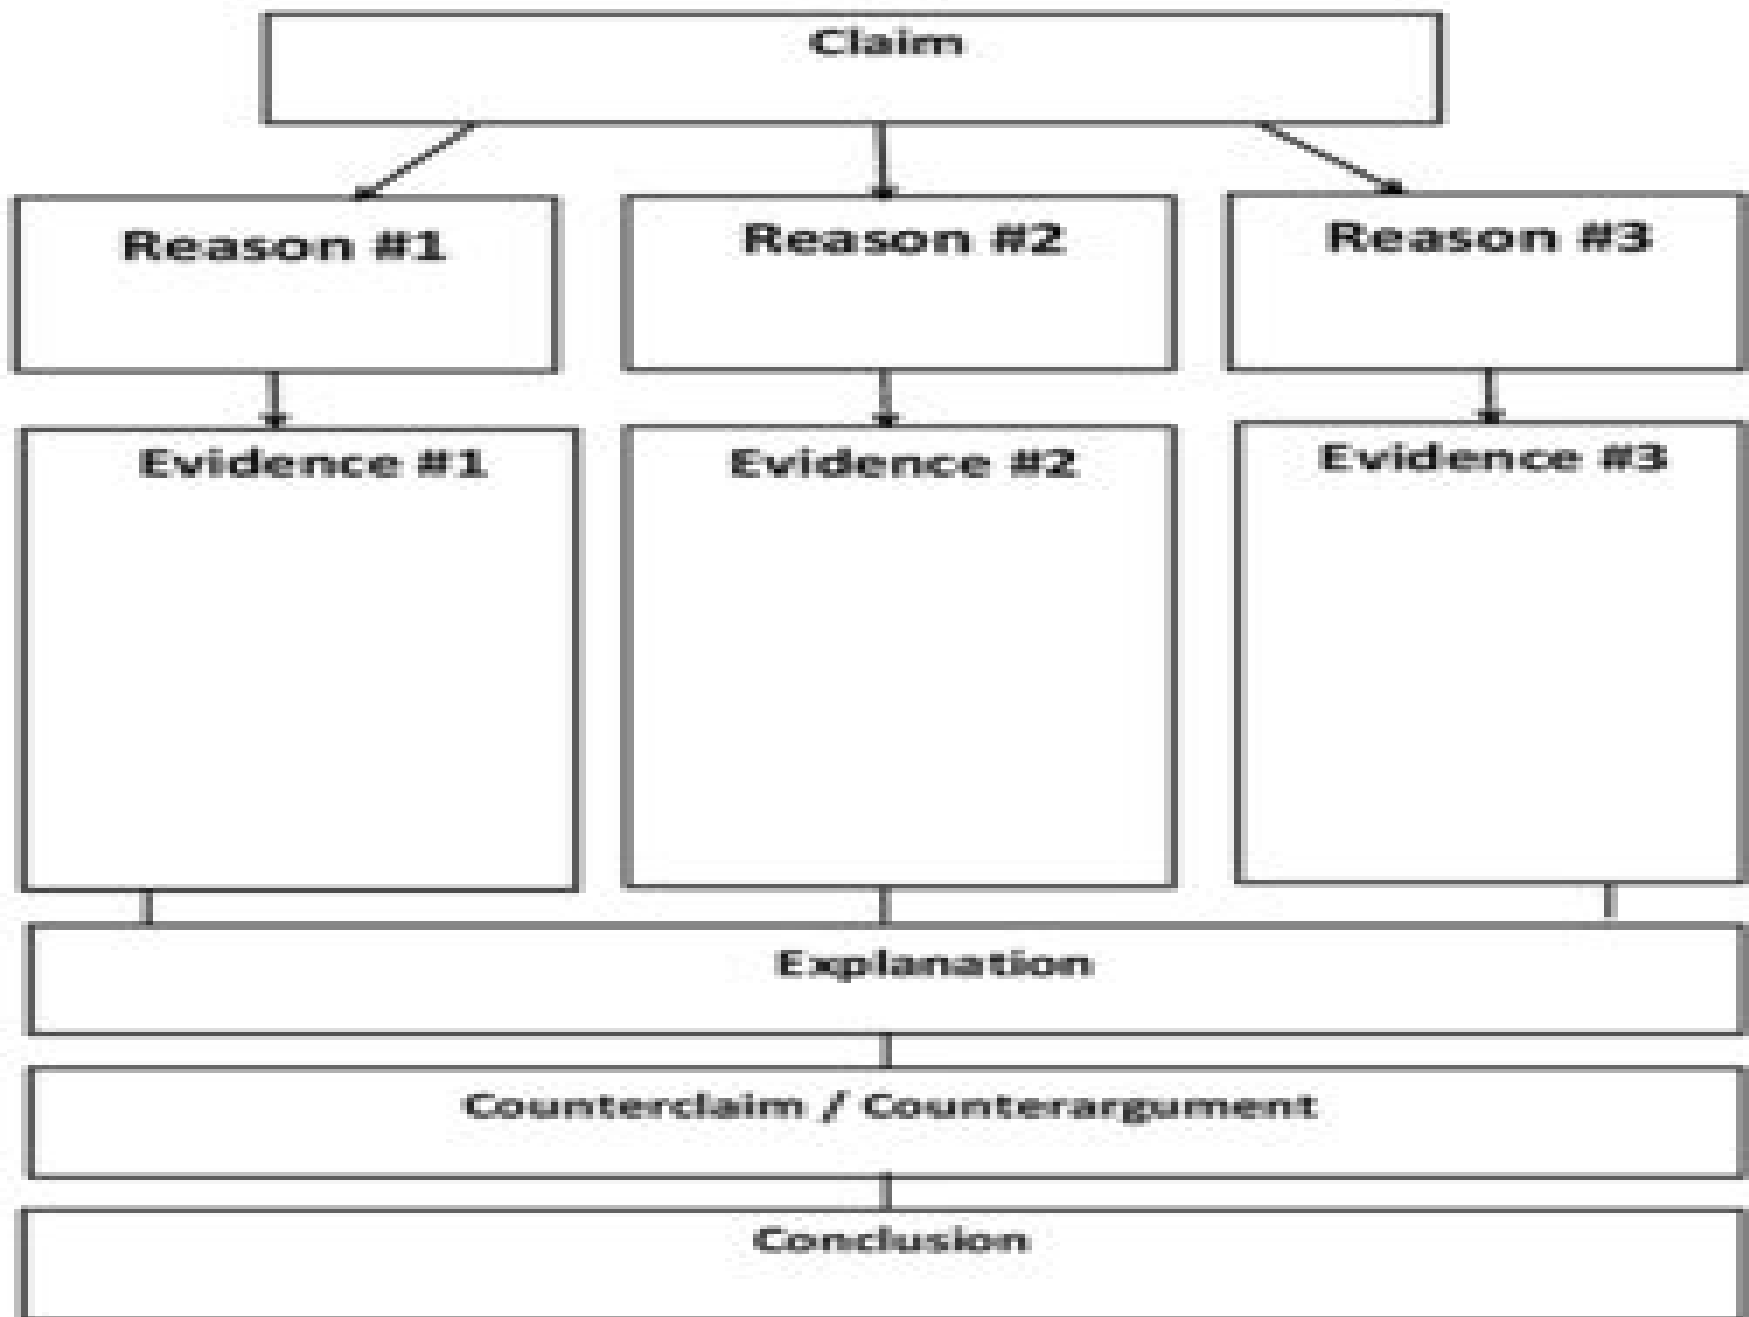 Claim
Reason #1
Reason #2
Reason #3
Evidence #1
Evidence #2
Evidence #3
Explanation
Counterclaim / Counterargument
Conclusion